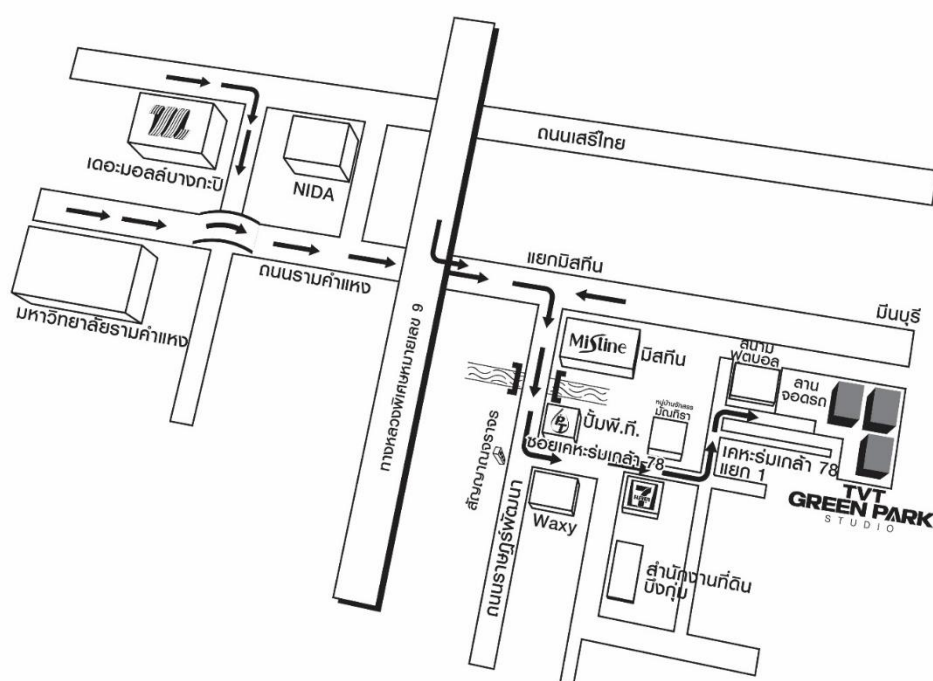 ถนนเสรีไทย
เดอะมอลล์บางกะปิ
NIDA
แยกมิสทีน
ถนนรามคำแหง
มหาวิทยาลัยรามคำแหง
ทางหลวงพิเศษหมายเลข 9
มีนบุรี
สนาม
ฟุตบอล
Mistine
มิสทีน
ลาน
จอดรถ
หมู่บ้านจัดสรร
มัณฑิรา
PT
ปั้มพี.ที.
ซอยเคหะร่มเกล้า 78
สัญญาณจราจร
เคหะร่มเกล้า 78
แยก 1
7
ELEVEN
TVT
GREEN PARK
STUDIO
Waxy
ถนนราษฎร์พัฒนา
สำนักงานที่ดิน
บึงกุ่ม